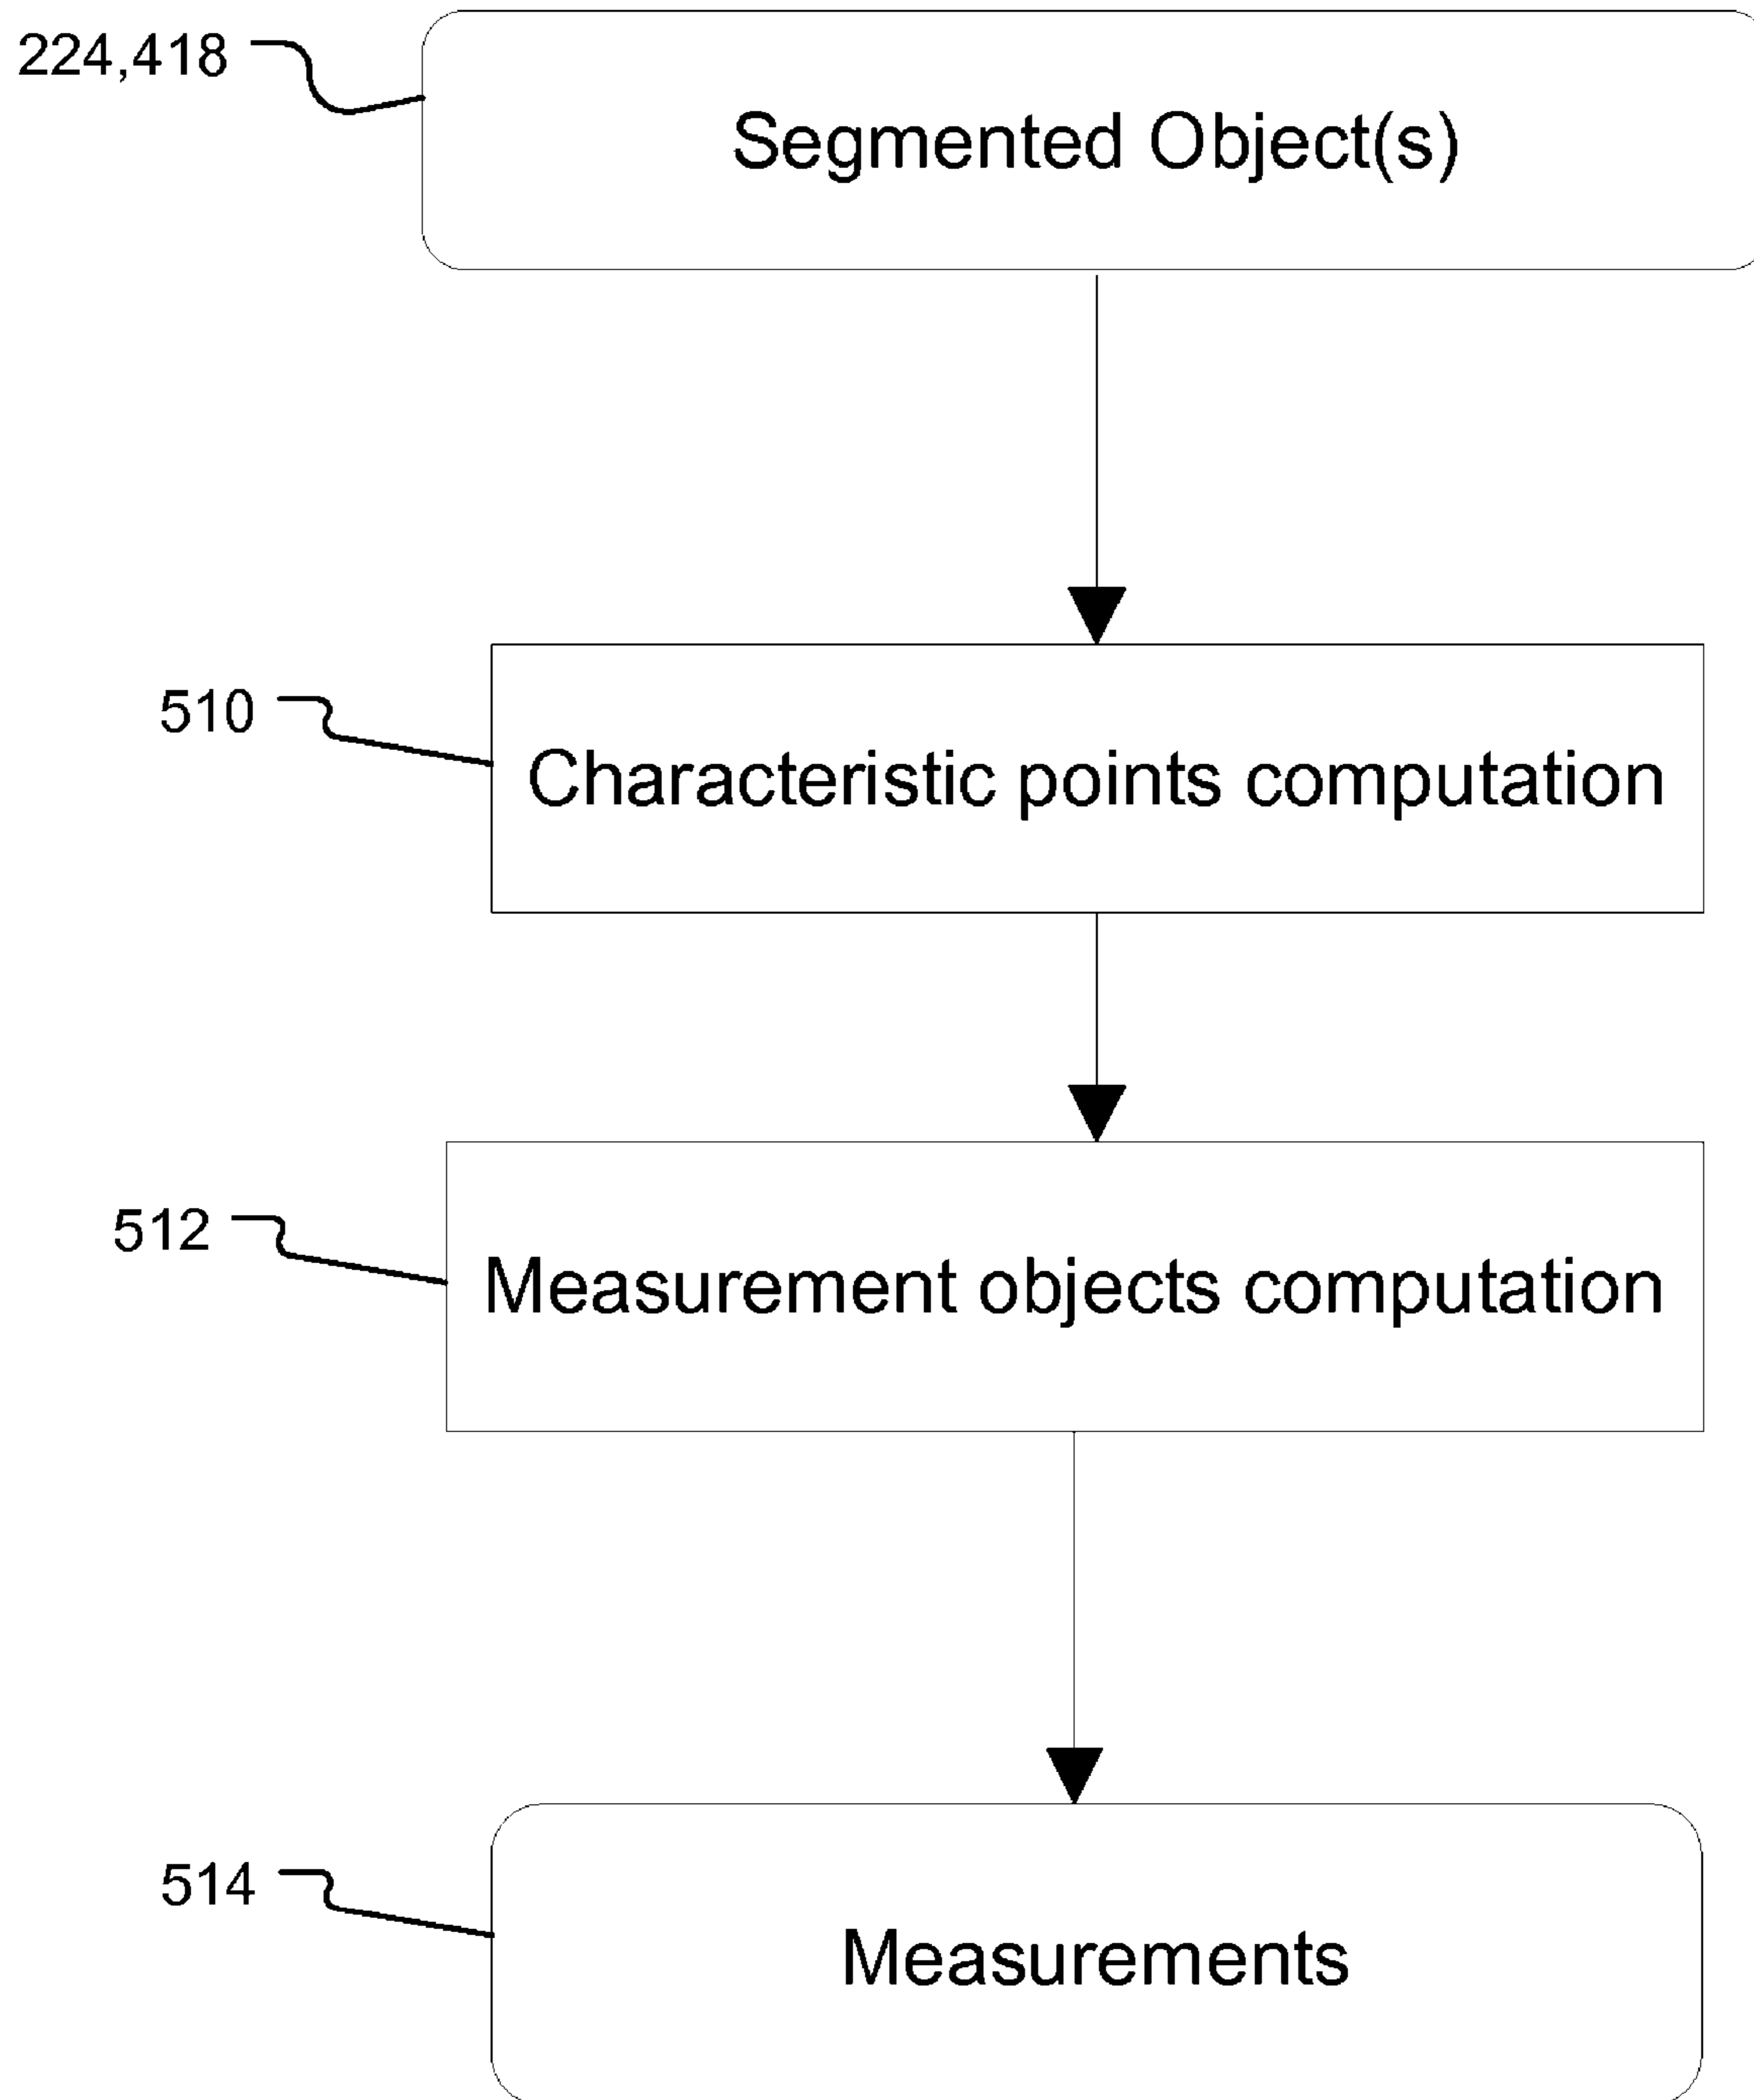 224,418
Segmented Object(s)
510
Characteristic points computation
512
Measurement objects computation
514
Measurements